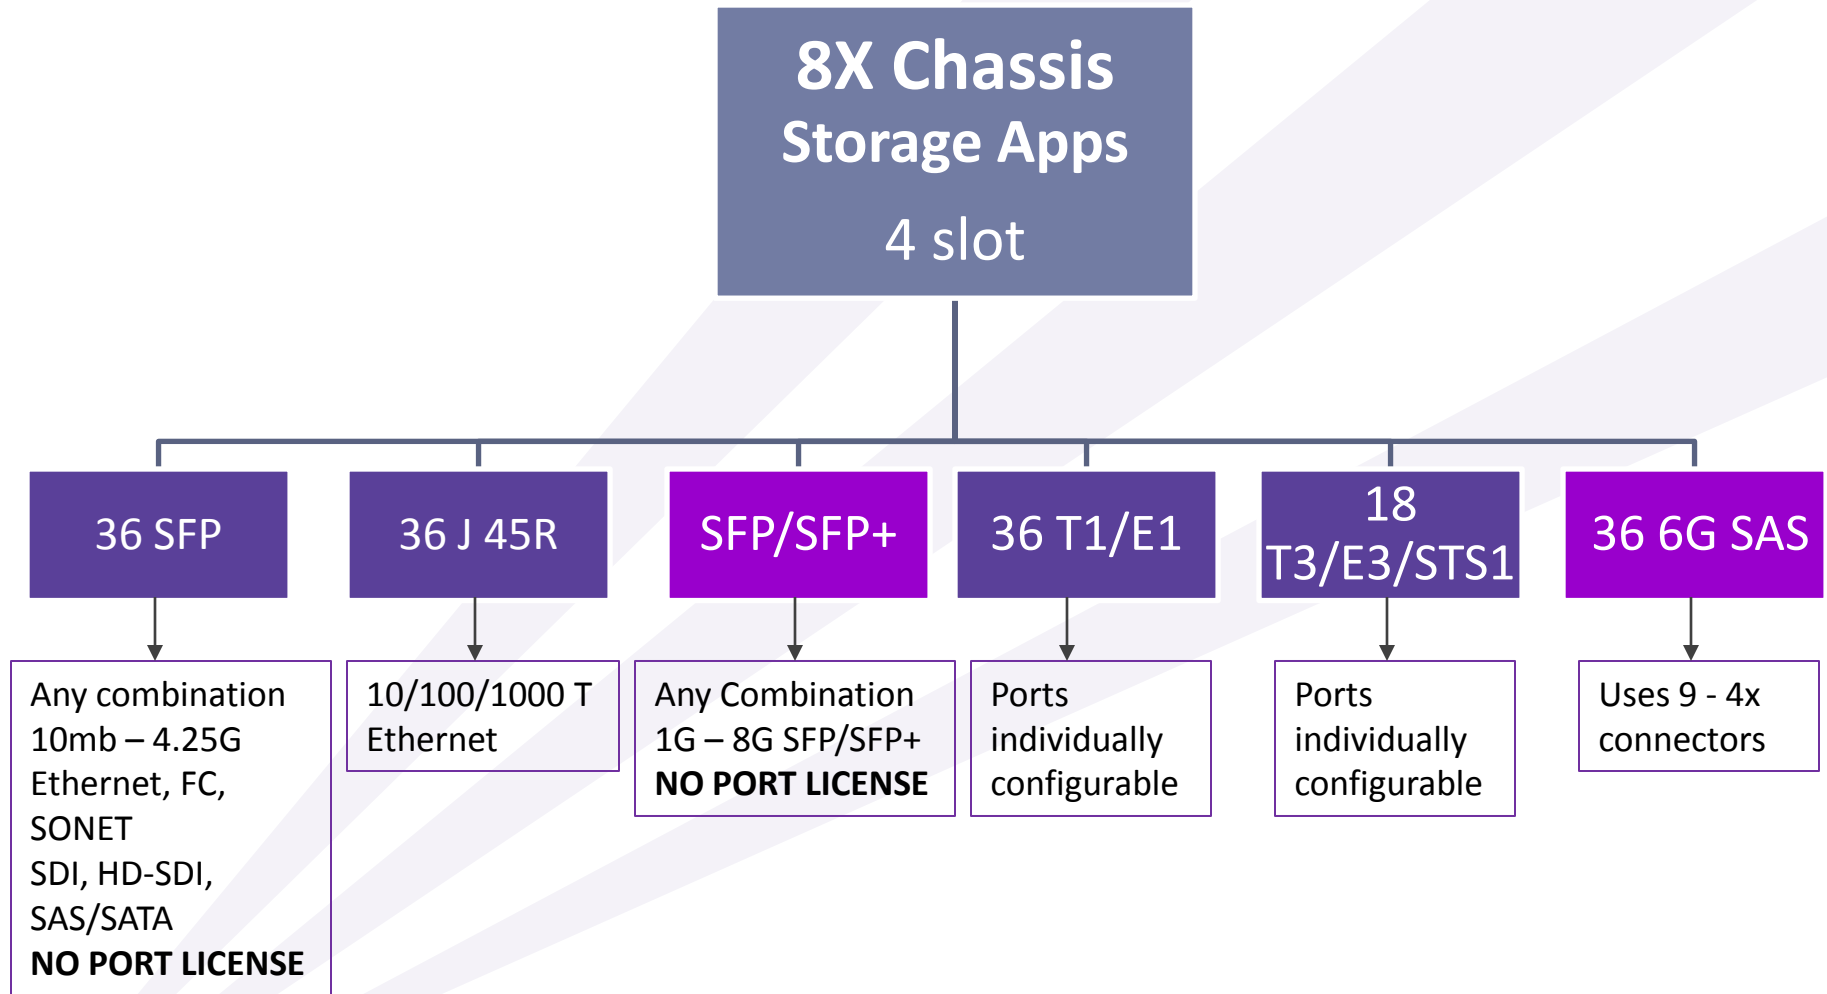 8X Chassis
Storage Apps
4 slot
36 SFP
36 J 45R
SFP/SFP+
36 T1/E1
18
T3/E3/STS1
36 6G SAS
Any combination
10mb – 4.25G
Ethernet, FC,
SONET
SDI, HD-SDI,
SAS/SATA
NO PORT LICENSE
10/100/1000 T
Ethernet
Any Combination
1G – 8G SFP/SFP+
NO PORT LICENSE
Ports
individually
configurable
Ports
individually
configurable
Uses 9 - 4x
connectors